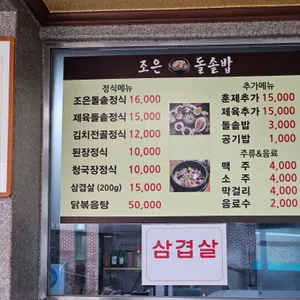 조은 돌솥밥
정식메뉴
조은돌솥정식 16,000
제육돌솥정식 15,000
김치전골정식 12,000
된장정식 10,000
청국장정식 10,000
삼겹살 (200g) 15,000
닭볶음탕 50,000
추가메뉴
훈제추가 15,000
제육추가 15,000
돌솥밥 3,000
공기밥 1,000
주류&음료
맥주 4,000
소주 4,000
막걸리 4,000
음료수 2,000
삼겹살